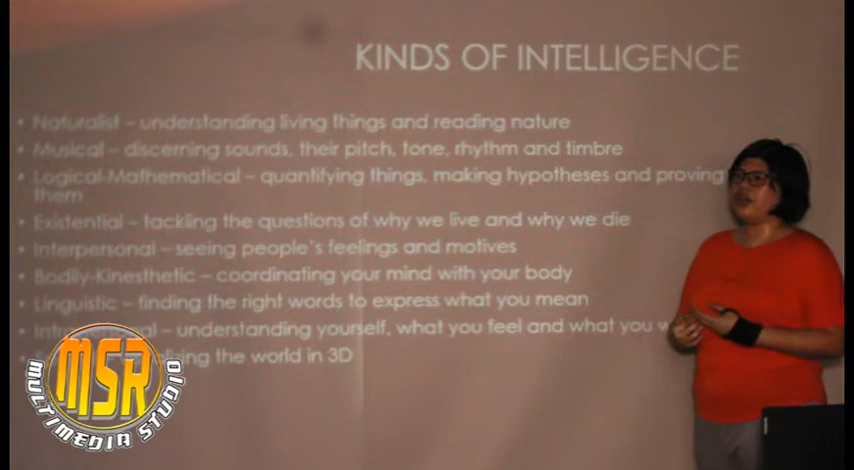 KINDS OF INTELLIGENCE
• Naturalist – understanding living things and reading nature
• Musical – discerning sounds, their pitch, tone, rhythm and timbre
• Logical-Mathematical – quantifying things, making hypotheses and proving
them
• Existential – tackling the questions of why we live and why we die
• Interpersonal – seeing people's feelings and motives
• Bodily-Kinesthetic – coordinating your mind with your body
• Linguistic – finding the right words to express what you mean
– understanding yourself, what you feel and what you
the world in 3D
MSR
MULTIMEDIA STUDIO